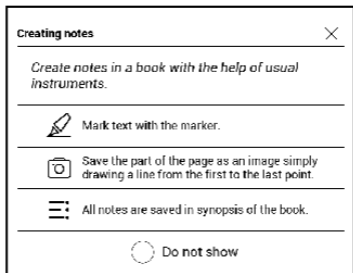 Creating notes
Create notes in a book with the help of usual
instruments.
Mark text with the marker.
Save the part of the page as an image simply
drawing a line from the first to the last point.
All notes are saved in synopsis of the book.
Do not show